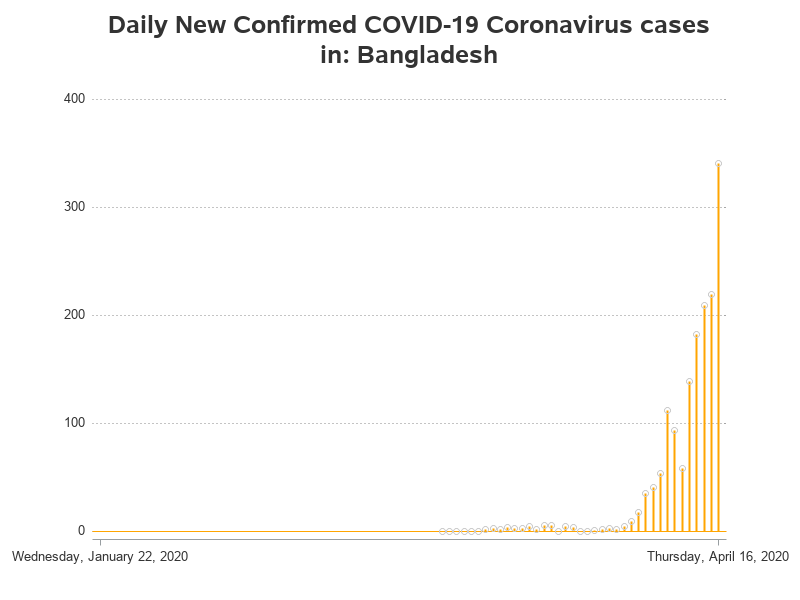 Daily New Confirmed COVID-19 Coronavirus cases
in: Bangladesh
400
300
200
100
0
Wednesday, January 22, 2020 Thursday, April 16, 2020